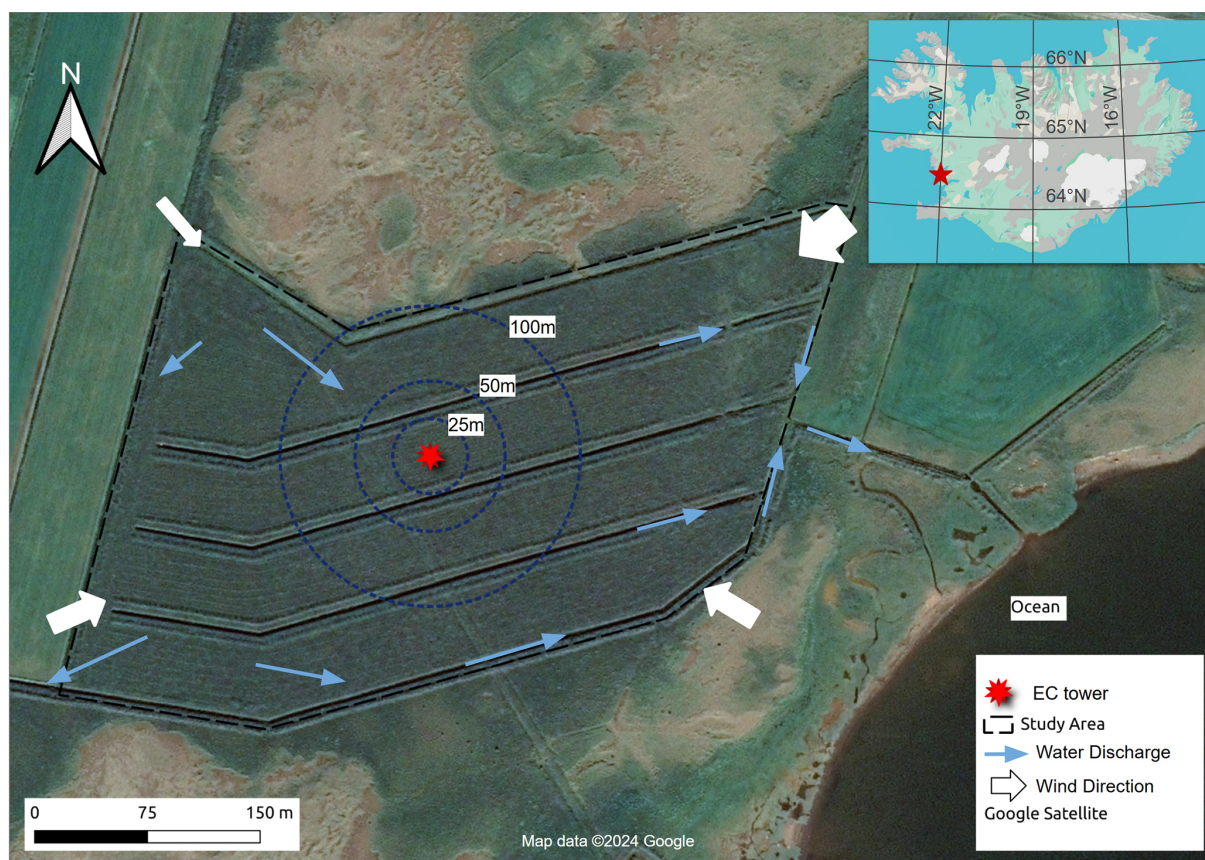 N
66°N
22°W
19°W
16°W
65°N
64°N
100m
50m
25m
Ocean
EC tower
Study Area
Water Discharge
Wind Direction
Google Satellite
0 75 150 m
Map data ©2024 Google